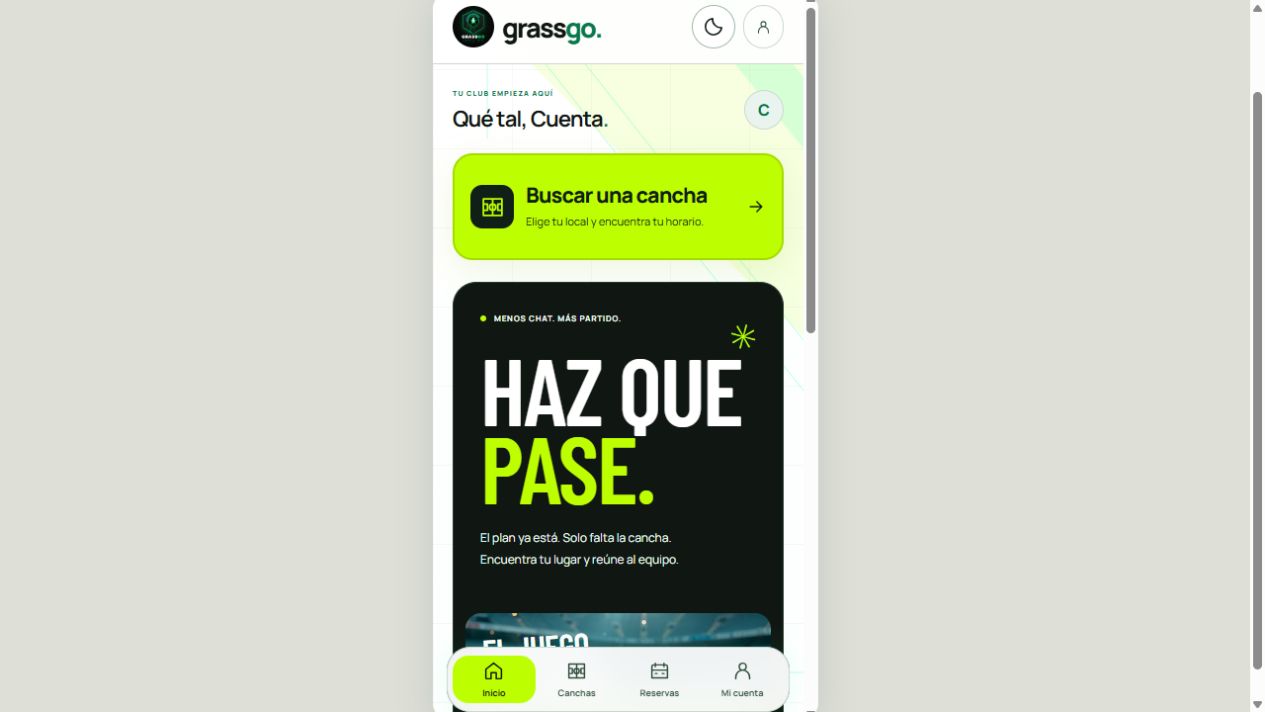 grassgo.
TU CLUB EMPIEZA AQUÍ
Qué tal, Cuenta.
C
Buscar una cancha
Elige tu local y encuentra tu horario.
MENOS CHAT. MÁS PARTIDO.
HAZ QUE
PASE.
El plan ya está. Solo falta la cancha.
Encuentra tu lugar y reúne al equipo.
EL JUEGO
Inicio
Canchas
Reservas
Mi cuenta